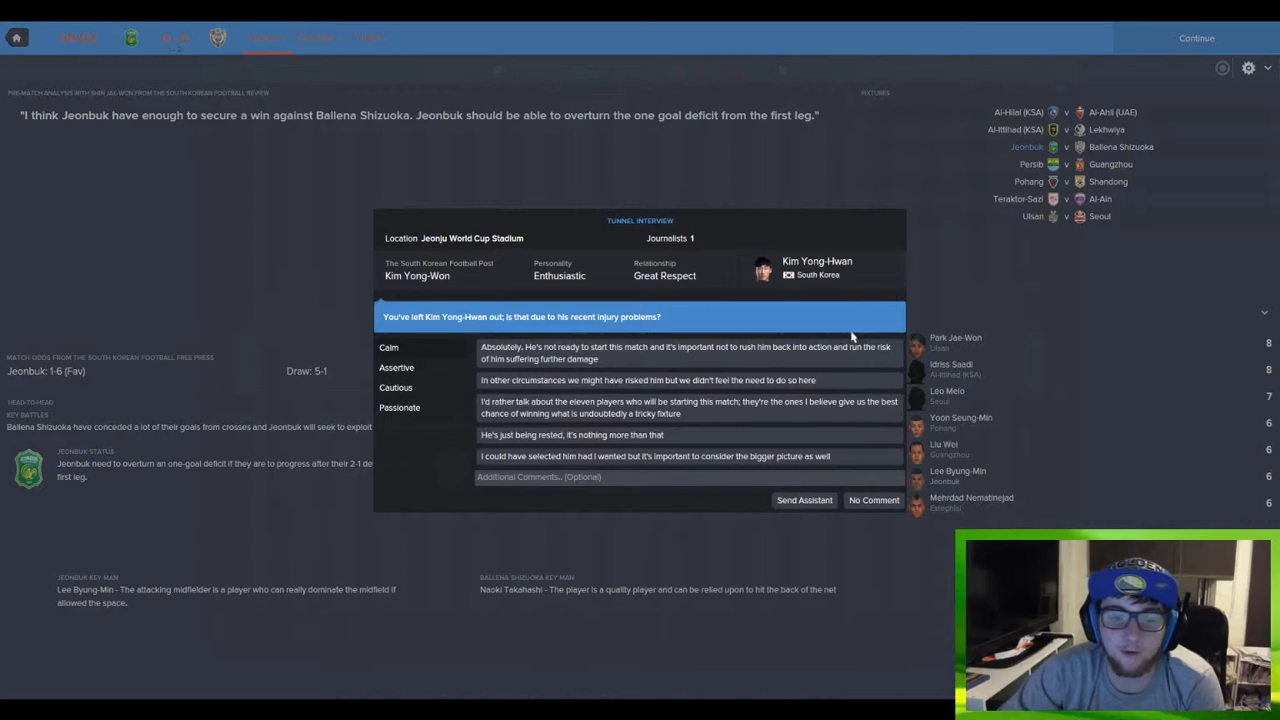 00:00
0 - 0
Continue
PRE-MATCH ANALYSIS WITH SHIN JAE-WON FROM THE SOUTH KOREAN FOOTBALL REVIEW
"I think Jeonbuk have enough to secure a win against Ballena Shizuoka. Jeonbuk should be able to overturn the one goal deficit from the first leg."
FIXTURES
Al-Hilal (KSA) v Al-Ahli (UAE)
Al-Ittihad (KSA) v Lekhwiya
Jeonbuk v Ballena Shizuoka
Persib v Guangzhou
Pohang v Shandong
Teraktor-Sazi v Al-Ain
Ulsan v Seoul
TUNNEL INTERVIEW
Location Jeonju World Cup Stadium
Journalists 1
The South Korean Football Post
Kim Yong-Won
Personality
Enthusiastic
Relationship
Great Respect
Kim Yong-Hwan
South Korea
You've left Kim Yong-Hwan out; is that due to his recent injury problems?
Calm
Assertive
Cautious
Passionate
Absolutely. He's not ready to start this match and it's important not to rush him back into action and run the risk
of him suffering further damage
In other circumstances we might have risked him but we didn't feel the need to do so here
I'd rather talk about the eleven players who will be starting this match; they're the ones I believe give us the best
chance of winning what is undoubtedly a tricky fixture
He's just being rested, it's nothing more than that
I could have selected him had I wanted but it's important to consider the bigger picture as well
Additional Comments.. (Optional)
Send Assistant
No Comment
Park Jae-Won 8
Ulsan
Idriss Saadi 8
Al-Ittihad (KSA)
Leo Melo 7
Seoul
Yoon Seung-Min 6
Pohang
Liu Wei 6
Guangzhou
Lee Byung-Min 6
Jeonbuk
Mehrdad Nematinejad 6
Esteghlal
MATCH ODDS FROM THE SOUTH KOREAN FOOTBALL FREE PRESS
Jeonbuk: 1-6 (Fav)
Draw: 5-1
HEAD-TO-HEAD
KEY BATTLES
Ballena Shizuoka have conceded a lot of their goals from crosses and Jeonbuk will seek to exploit
JEONBUK STATUS
Jeonbuk need to overturn an one-goal deficit if they are to progress after their 2-1 de
first leg.
JEONBUK KEY MAN
Lee Byung-Min - The attacking midfielder is a player who can really dominate the midfield if
allowed the space.
BALLENA SHIZUOKA KEY MAN
Naoki Takahashi - The player is a quality player and can be relied upon to hit the back of the net